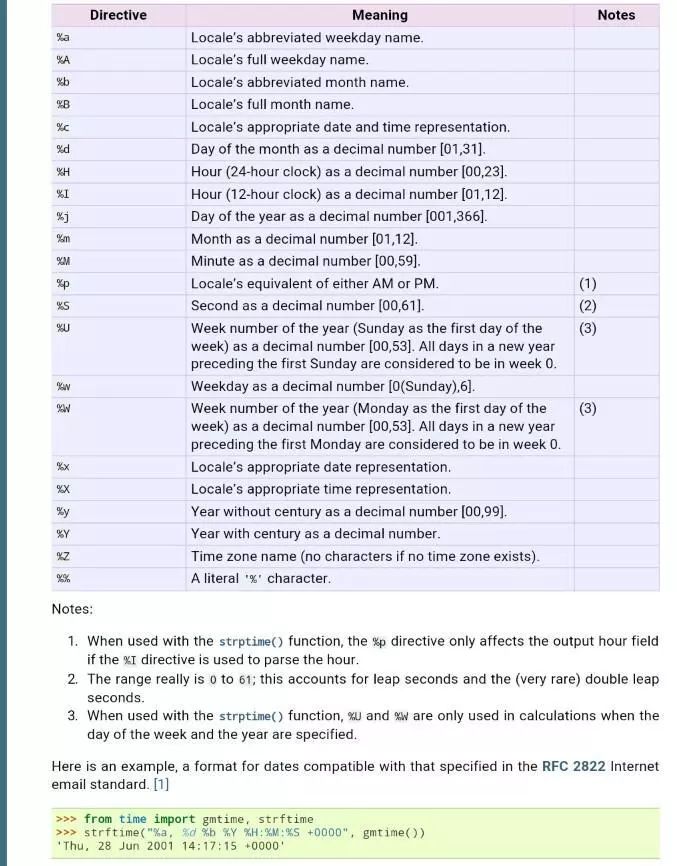 Directive Meaning Notes
%a Locale's abbreviated weekday name.
%A Locale's full weekday name.
%b Locale's abbreviated month name.
%B Locale's full month name.
%c Locale's appropriate date and time representation.
%d Day of the month as a decimal number [01,31].
%H Hour (24-hour clock) as a decimal number [00,23].
%I Hour (12-hour clock) as a decimal number [01,12].
%j Day of the year as a decimal number [001,366].
%m Month as a decimal number [01,12].
%M Minute as a decimal number [00,59].
%p Locale's equivalent of either AM or PM. (1)
%S Second as a decimal number [00,61]. (2)
%U Week number of the year (Sunday as the first day of the (3)
week) as a decimal number [00,53]. All days in a new year
preceding the first Sunday are considered to be in week 0.
%w Weekday as a decimal number [0(Sunday),6].
%W Week number of the year (Monday as the first day of the (3)
week) as a decimal number [00,53]. All days in a new year
preceding the first Monday are considered to be in week 0.
%x Locale's appropriate date representation.
%X Locale's appropriate time representation.
%y Year without century as a decimal number [00,99].
%Y Year with century as a decimal number.
%Z Time zone name (no characters if no time zone exists).
%% A literal '%' character.
Notes:
1. When used with the strptime() function, the %p directive only affects the output hour field
if the %I directive is used to parse the hour.
2. The range really is 0 to 61; this accounts for leap seconds and the (very rare) double leap
seconds.
3. When used with the strptime() function, %U and %W are only used in calculations when the
day of the week and the year are specified.
Here is an example, a format for dates compatible with that specified in the RFC 2822 Internet
email standard. [1]
>>> from time import gmtime, strftime
>>> strftime("%a, %d %b %Y %H:%M:%S +0000", gmtime())
'Thu, 28 Jun 2001 14:17:15 +0000'